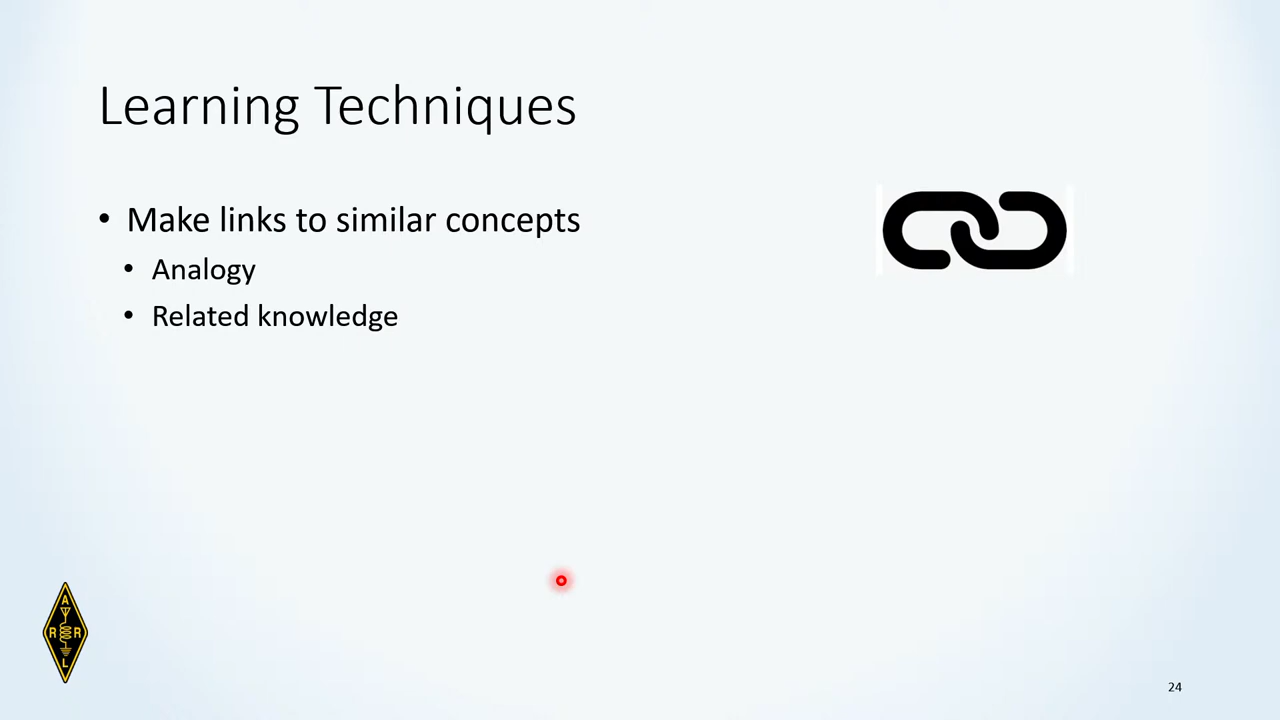 Learning Techniques
• Make links to similar concepts
• Analogy
• Related knowledge
A
R R
L
24